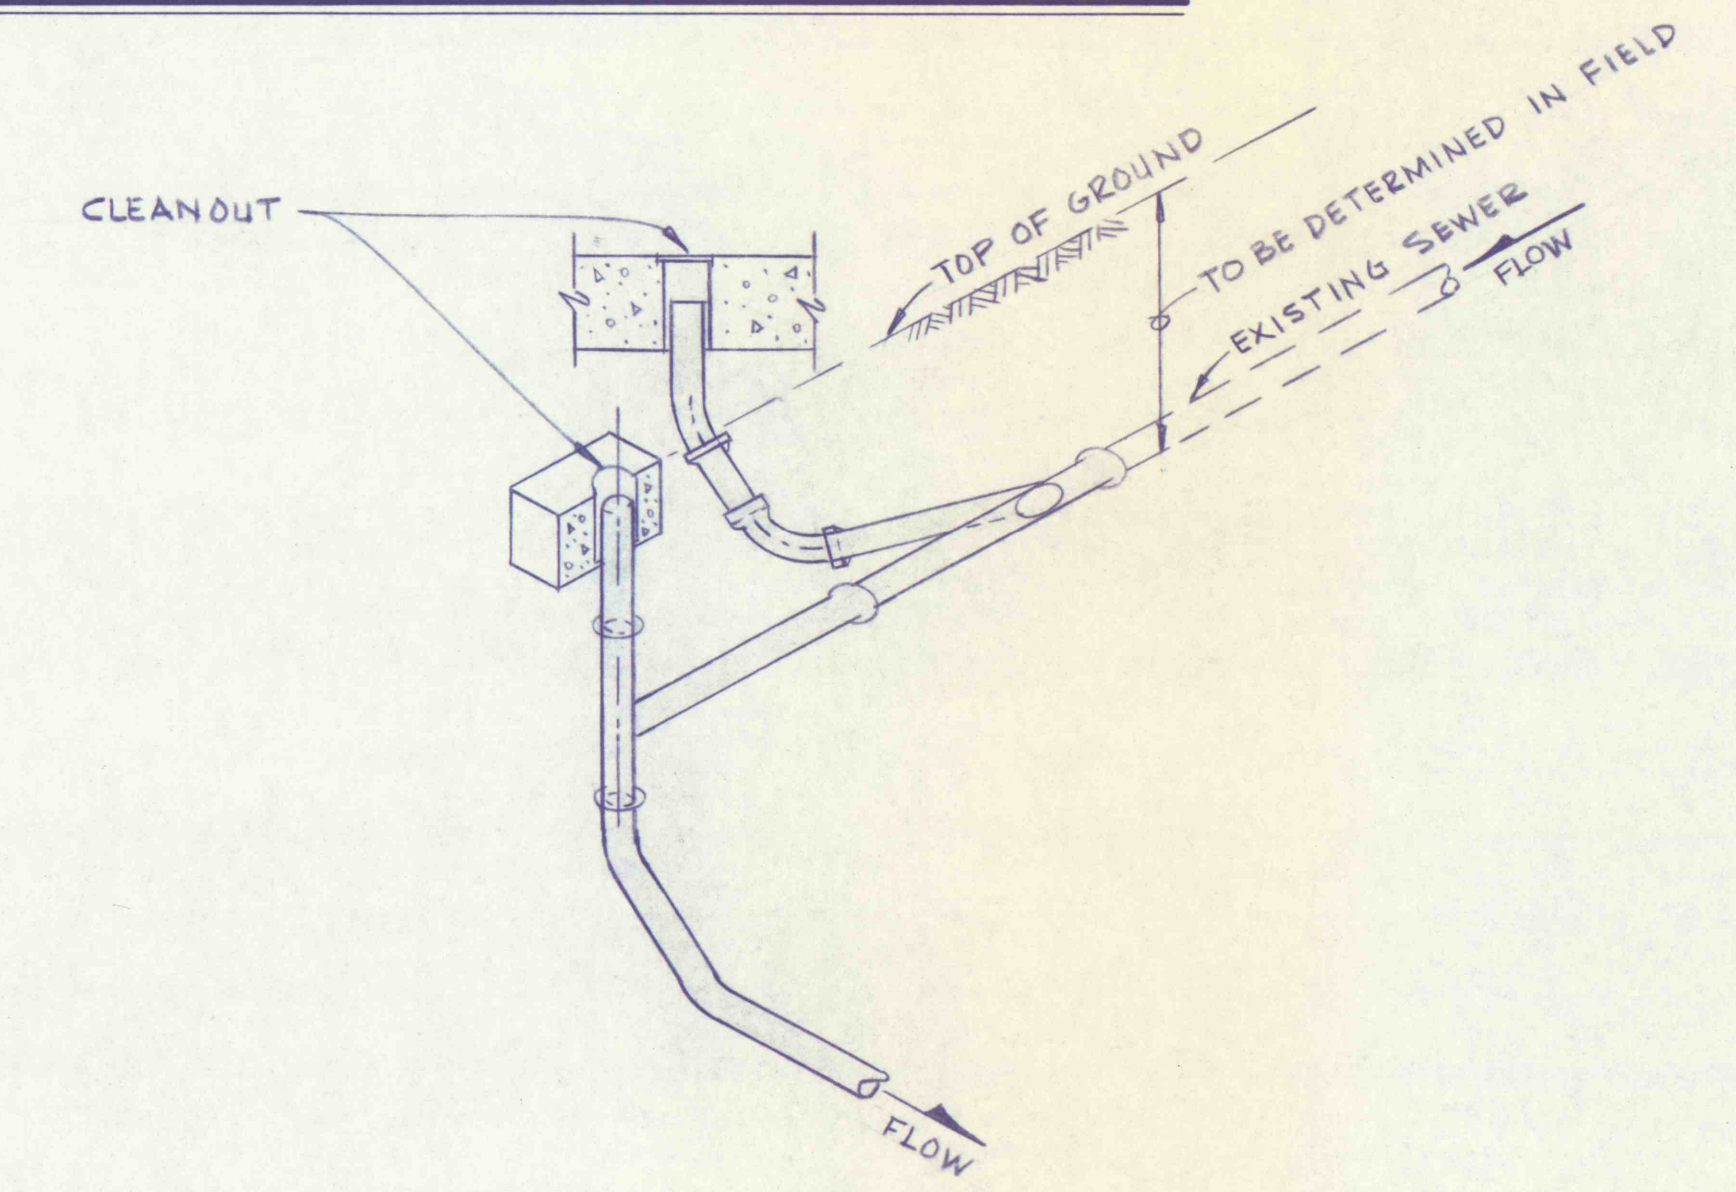 CLEANOUT
TOP OF GROUND
TO BE DETERMINED IN FIELD
EXISTING SEWER
FLOW
FLOW